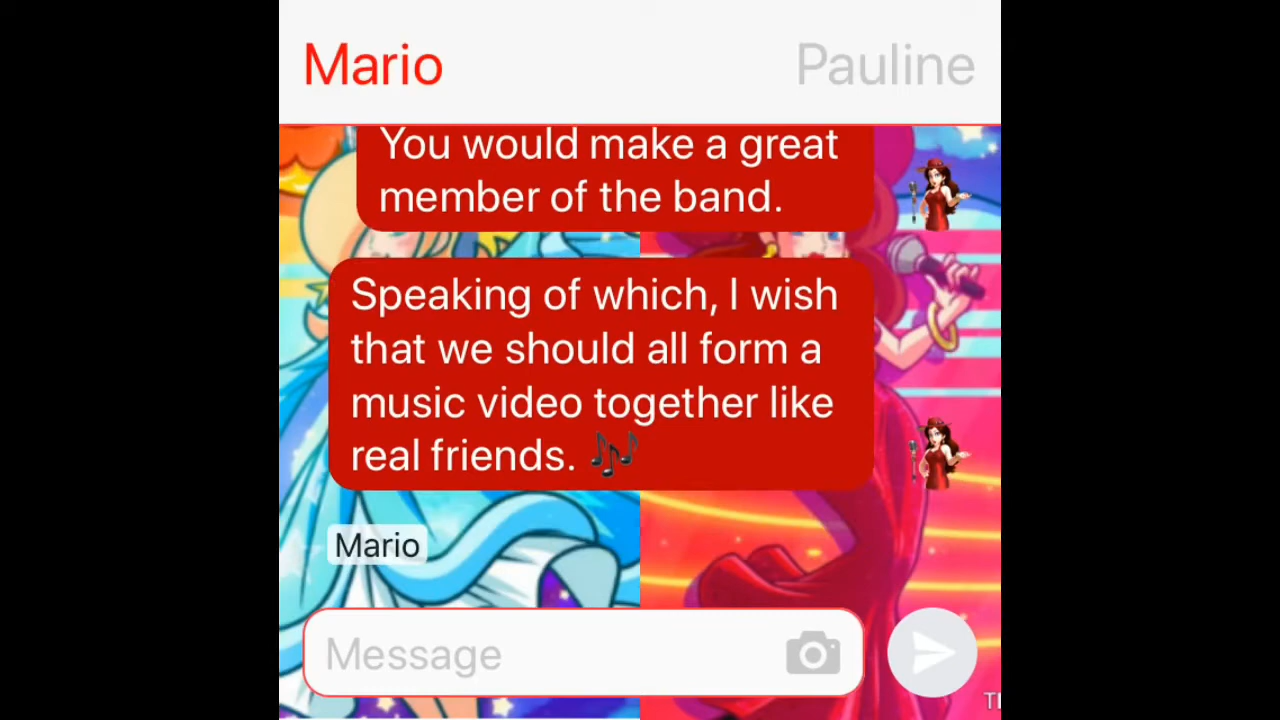 Mario Pauline
You would make a great
member of the band.
Speaking of which, I wish
that we should all form a
music video together like
real friends. 🎶
Mario
Message